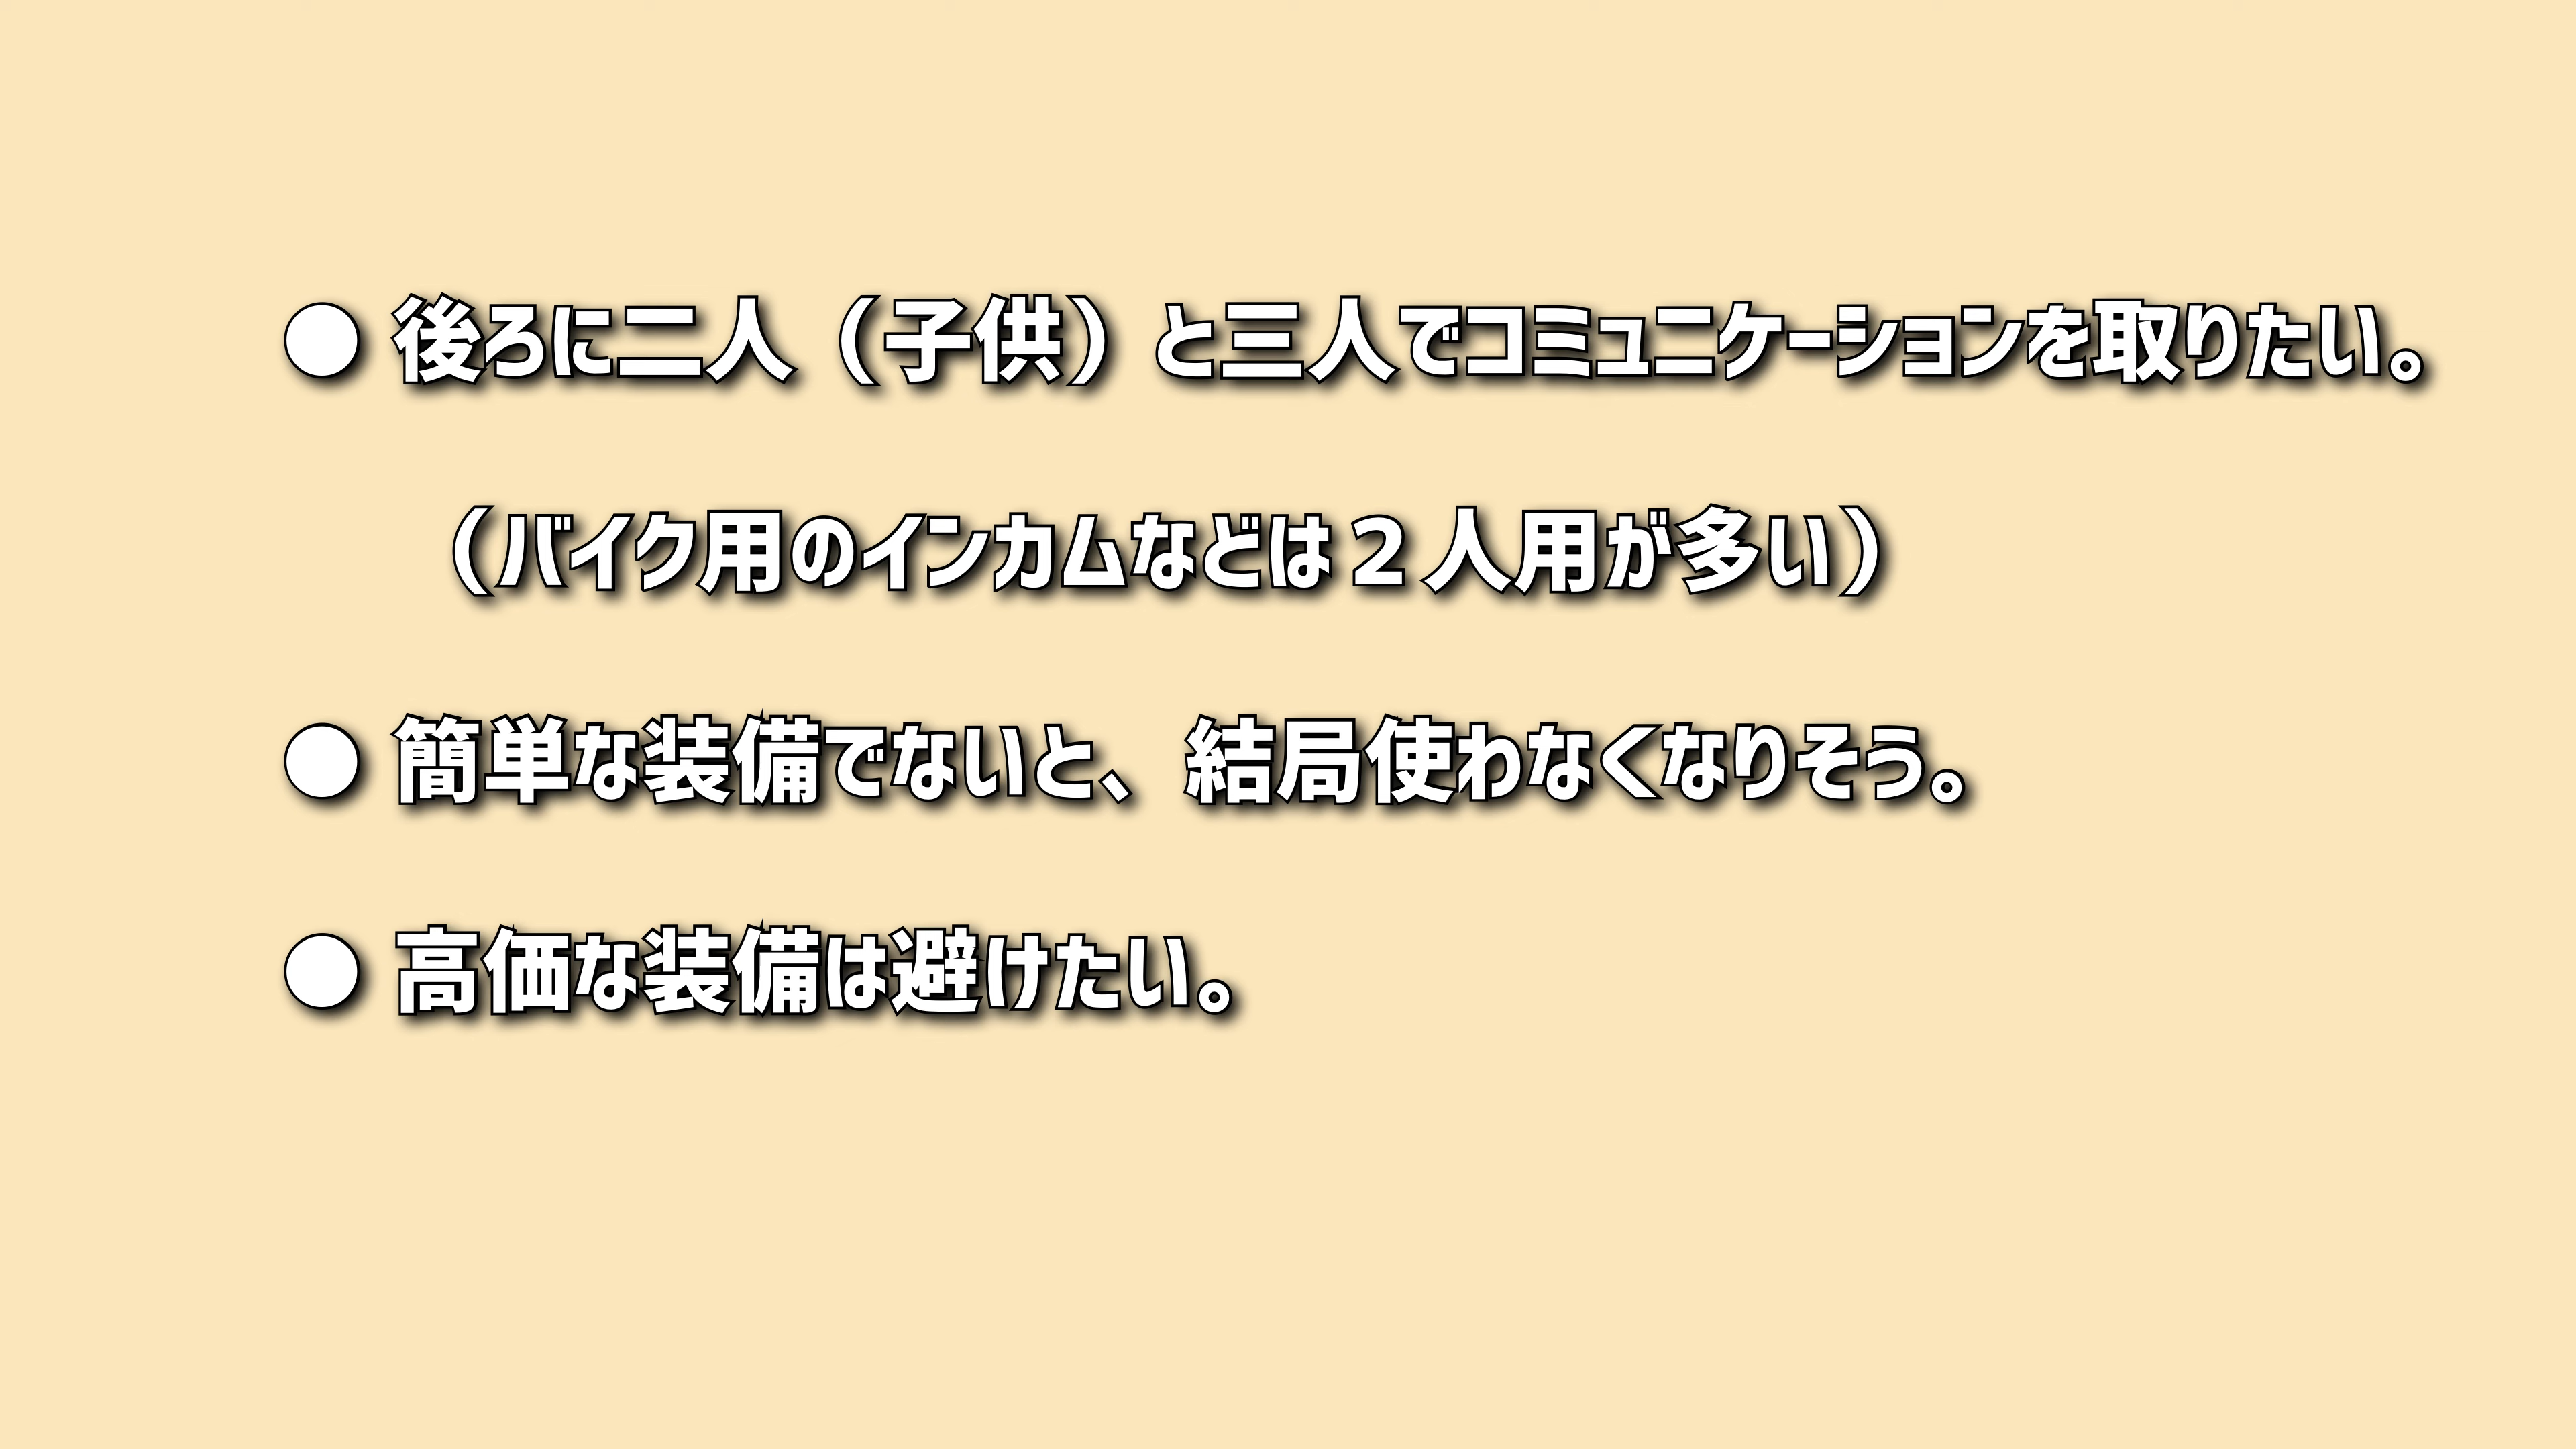 ● 後ろに二人（子供）と三人でコミュニケーションを取りたい。
（バイク用のインカムなどは２人用が多い）
● 簡単な装備でないと、結局使わなくなりそう。
● 高価な装備は避けたい。